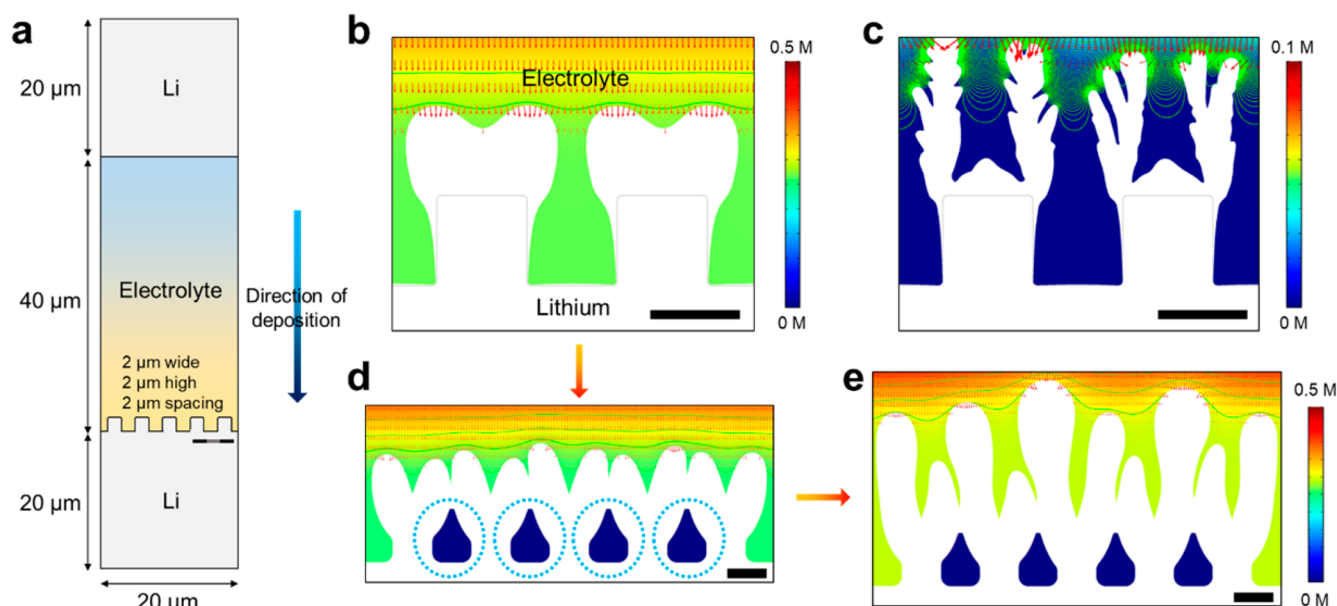 a
20 µm
Li
40 µm
Electrolyte
2 µm wide
2 µm high
2 µm spacing
20 µm
Li
20 µm
Direction of
deposition
b
Electrolyte
Lithium
0.5 M
0 M
c
0.1 M
0 M
d
e
0.5 M
0 M